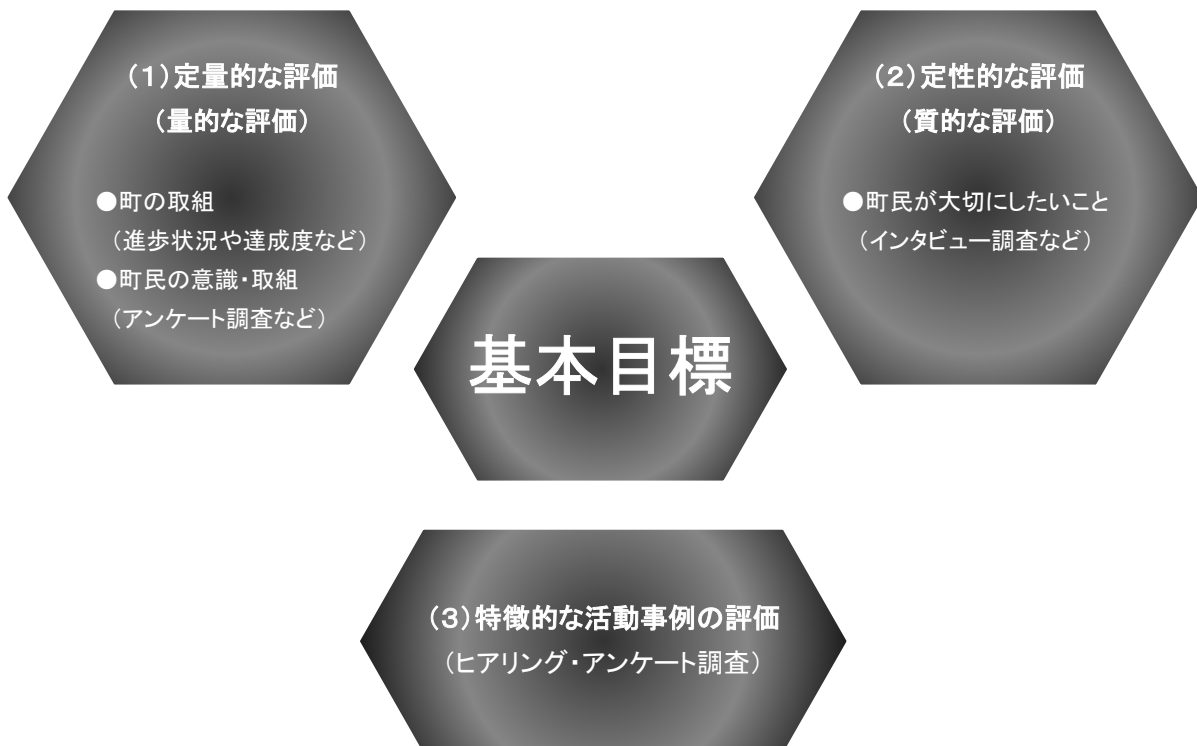 （１）定量的な評価
（量的な評価）
●町の取組
（進歩状況や達成度など）
●町民の意識・取組
（アンケート調査など）
（２）定性的な評価
（質的な評価）
●町民が大切にしたいこと
（インタビュー調査など）
基本目標
（３）特徴的な活動事例の評価
（ヒアリング・アンケート調査）